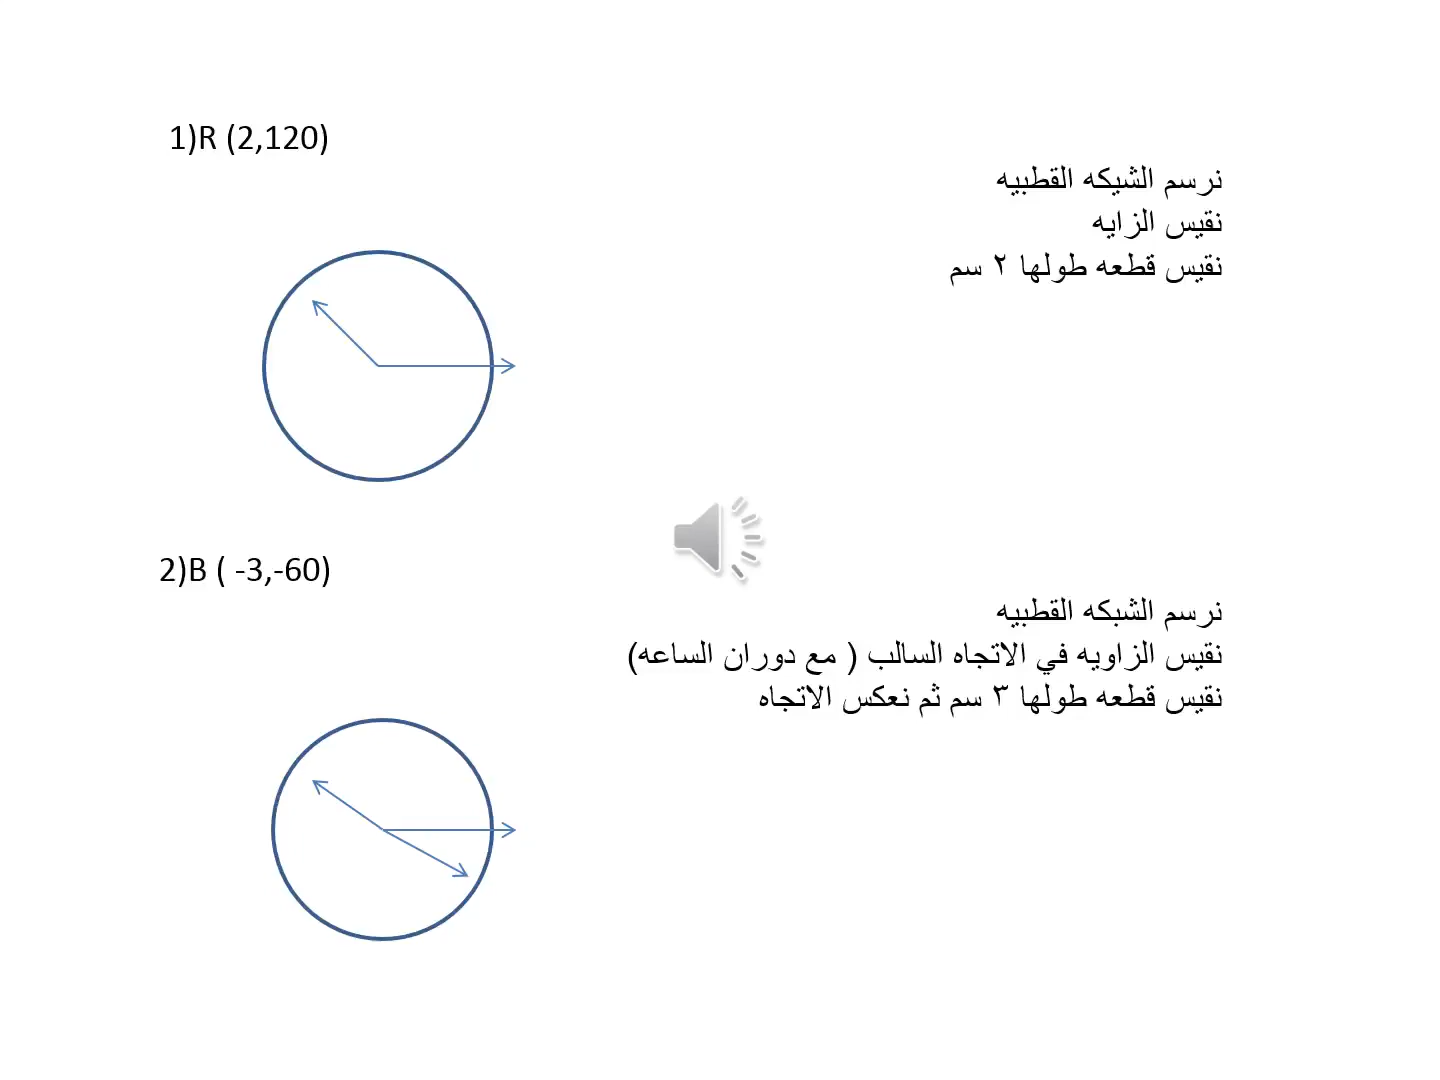 1)R (2,120)
نرسم الشيكه القطبيه
نقيس الزايه
نقيس قطعه طولها ٢ سم
2)B ( -3,-60)
نرسم الشبكه القطبيه
نقيس الزاويه في الاتجاه السالب ( مع دوران الساعه)
نقيس قطعه طولها ٣ سم ثم نعكس الاتجاه